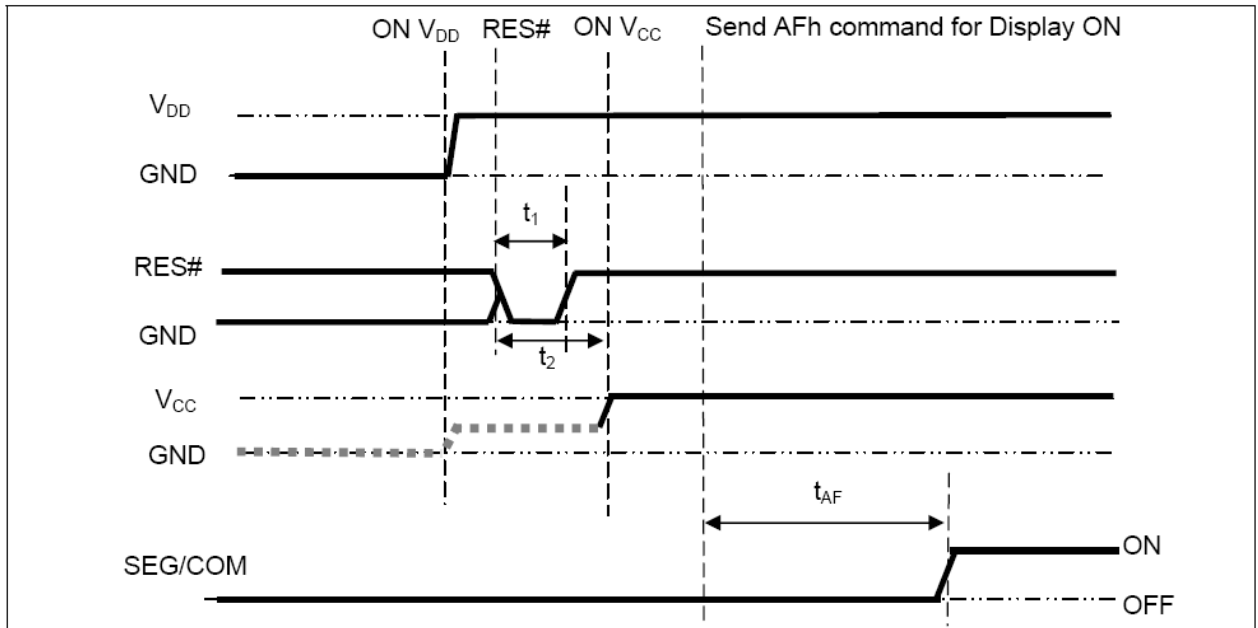 ON VDD RES# ON VCC Send AFh command for Display ON
VDD
GND
t1
RES#
GND
t2
VCC
GND
tAF
SEG/COM
ON
OFF